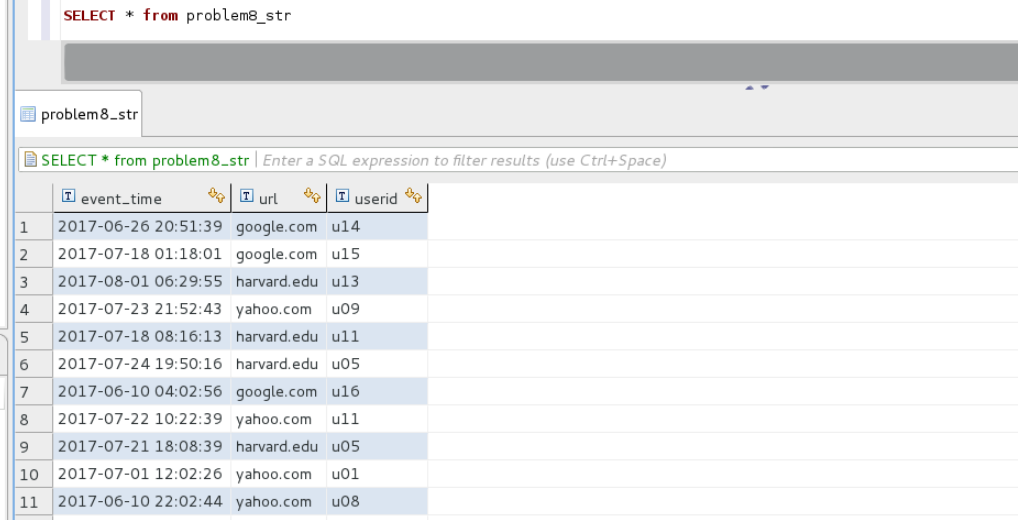 SELECT * from problem8_str
problem8_str
SELECT * from problem8_str Enter a SQL expression to filter results (use Ctrl+Space)
event_time url userid
1 2017-06-26 20:51:39 google.com u14
2 2017-07-18 01:18:01 google.com u15
3 2017-08-01 06:29:55 harvard.edu u13
4 2017-07-23 21:52:43 yahoo.com u09
5 2017-07-18 08:16:13 harvard.edu u11
6 2017-07-24 19:50:16 harvard.edu u05
7 2017-06-10 04:02:56 google.com u16
8 2017-07-22 10:22:39 yahoo.com u11
9 2017-07-21 18:08:39 harvard.edu u05
10 2017-07-01 12:02:26 yahoo.com u01
11 2017-06-10 22:02:44 yahoo.com u08